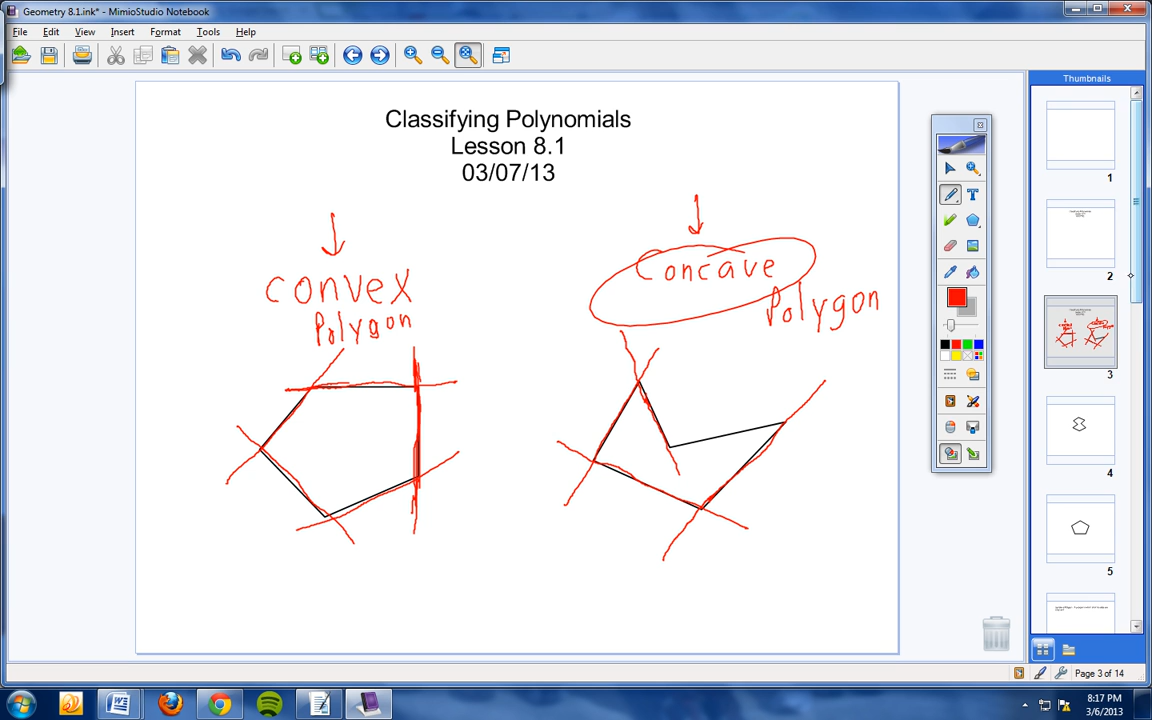 Geometry 8.1.ink* - MimioStudio Notebook
File Edit View Insert Format Tools Help
Thumbnails
Classifying Polynomials
Lesson 8.1
03/07/13
convex
Polygon
Concave
Polygon
1
2
3
4
5
Page 3 of 14
8:17 PM
3/6/2013